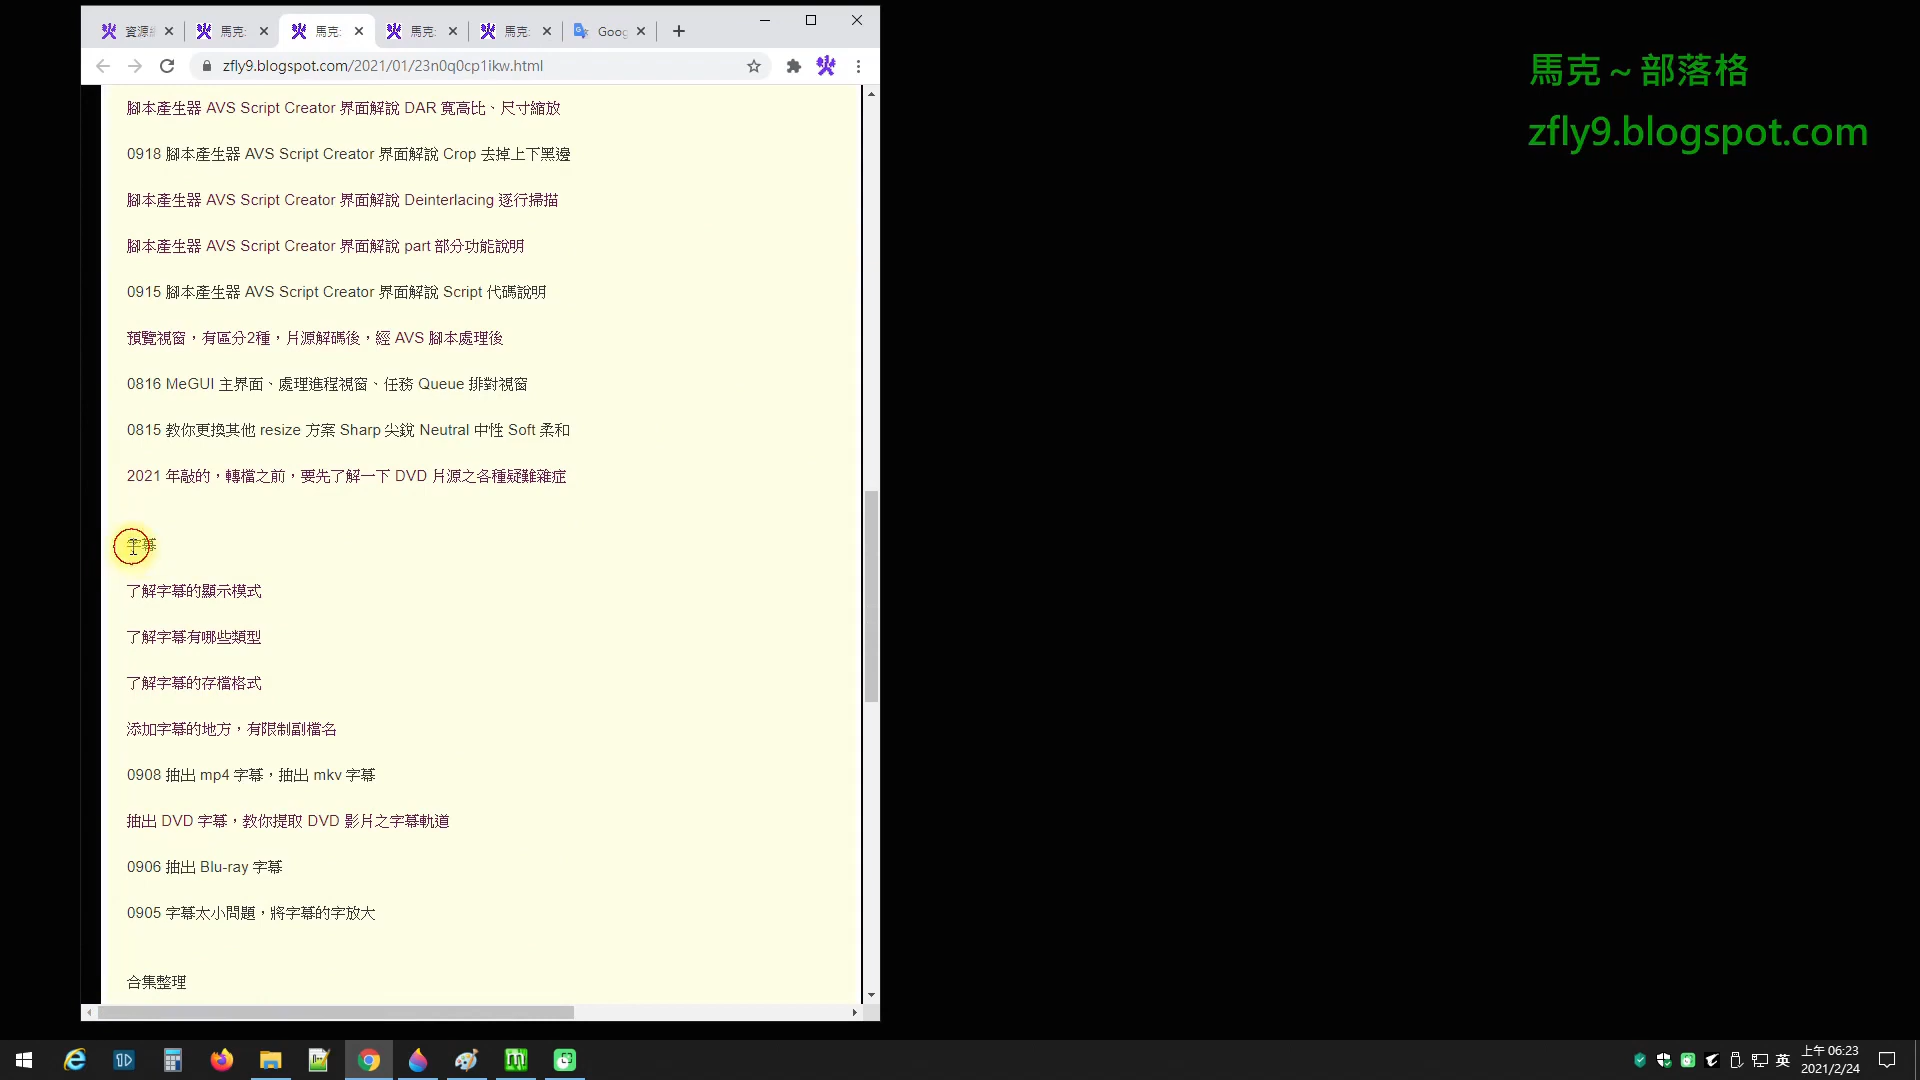 資源
馬克:
馬克:
馬克:
馬克:
Goog
zfly9.blogspot.com/2021/01/23n0q0cp1ikw.html
馬克～部落格
zfly9.blogspot.com
腳本產生器 AVS Script Creator 界面解說 DAR 寬高比、尺寸縮放
0918 腳本產生器 AVS Script Creator 界面解說 Crop 去掉上下黑邊
腳本產生器 AVS Script Creator 界面解說 Deinterlacing 逐行掃描
腳本產生器 AVS Script Creator 界面解說 part 部分功能說明
0915 腳本產生器 AVS Script Creator 界面解說 Script 代碼說明
預覽視窗，有區分2種，片源解碼後，經 AVS 腳本處理後
0816 MeGUI 主界面、處理進程視窗、任務 Queue 排對視窗
0815 教你更換其他 resize 方案 Sharp 尖銳 Neutral 中性 Soft 柔和
2021 年敲的，轉檔之前，要先了解一下 DVD 片源之各種疑難雜症
字幕
了解字幕的顯示模式
了解字幕有哪些類型
了解字幕的存檔格式
添加字幕的地方，有限制副檔名
0908 抽出 mp4 字幕，抽出 mkv 字幕
抽出 DVD 字幕，教你提取 DVD 影片之字幕軌道
0906 抽出 Blu-ray 字幕
0905 字幕太小問題，將字幕的字放大
合集整理
英
上午 06:23
2021/2/24